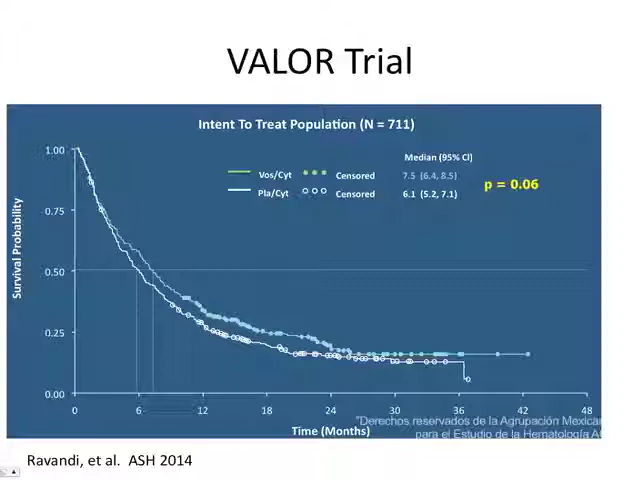 VALOR Trial
Intent To Treat Population (N = 711)
Median (95% CI)
Vos/Cyt Censored 7.5 (6.4, 8.5)
Pla/Cyt Censored 6.1 (5.2, 7.1)
p = 0.06
Survival Probability
1.00
0.75
0.50
0.25
0.00
0 6 12 18 24 30 36 42 48
Time (Months)
"Derechos reservados de la Agrupación Mexican
para el Estudio de la Hematología A
Ravandi, et al. ASH 2014